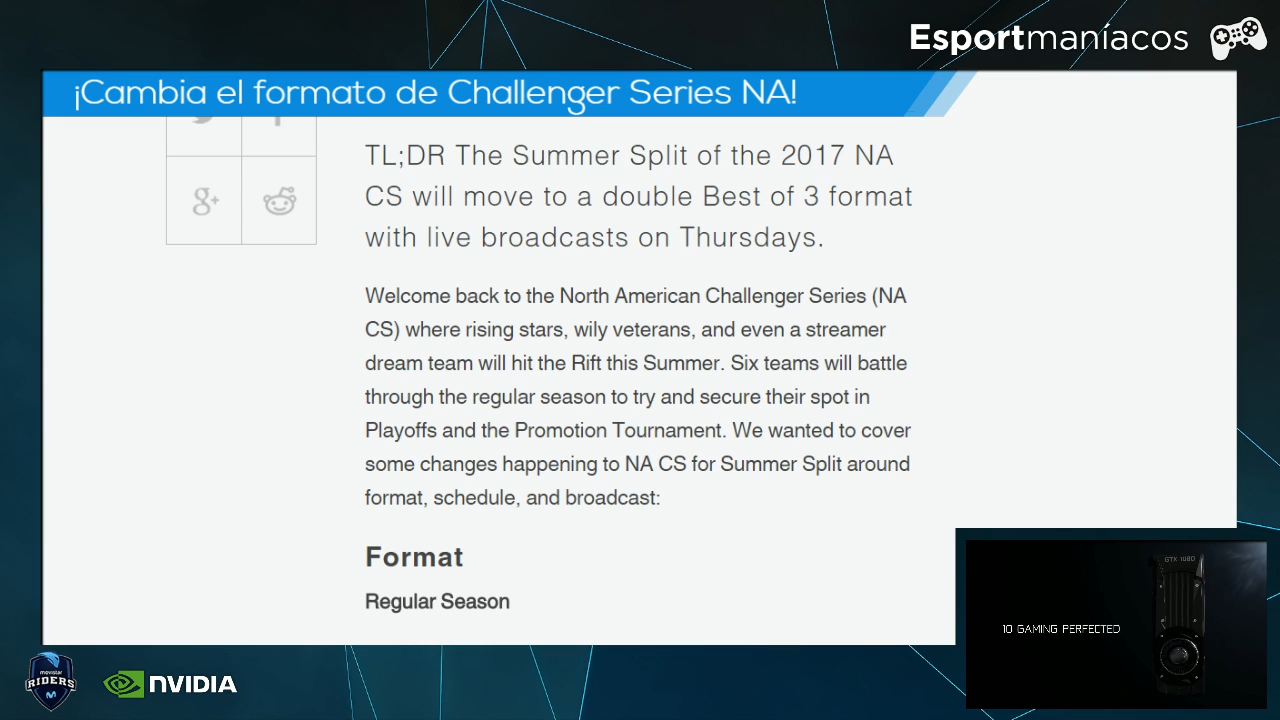 Esportmaníacos
¡Cambia el formato de Challenger Series NA!
g+
TL;DR The Summer Split of the 2017 NA
CS will move to a double Best of 3 format
with live broadcasts on Thursdays.
Welcome back to the North American Challenger Series (NA
CS) where rising stars, wily veterans, and even a streamer
dream team will hit the Rift this Summer. Six teams will battle
through the regular season to try and secure their spot in
Playoffs and the Promotion Tournament. We wanted to cover
some changes happening to NA CS for Summer Split around
format, schedule, and broadcast:
Format
Regular Season
GTX 1080
10 GAMING PERFECTED
movistar
RIDERS
NVIDIA